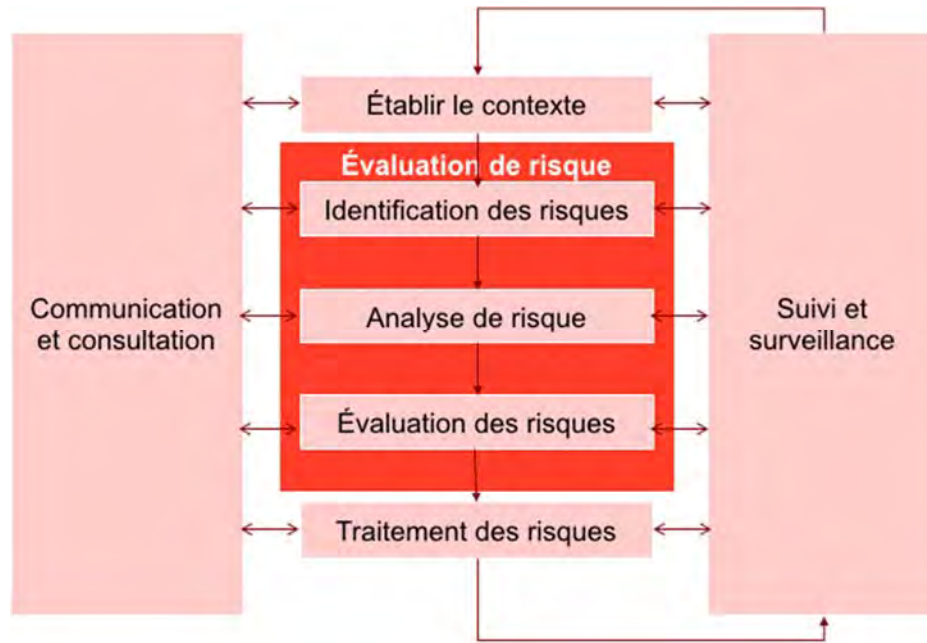 Établir le contexte
Évaluation de risque
Identification des risques
Communication
et consultation
Analyse de risque
Suivi et
surveillance
Évaluation des risques
Traitement des risques